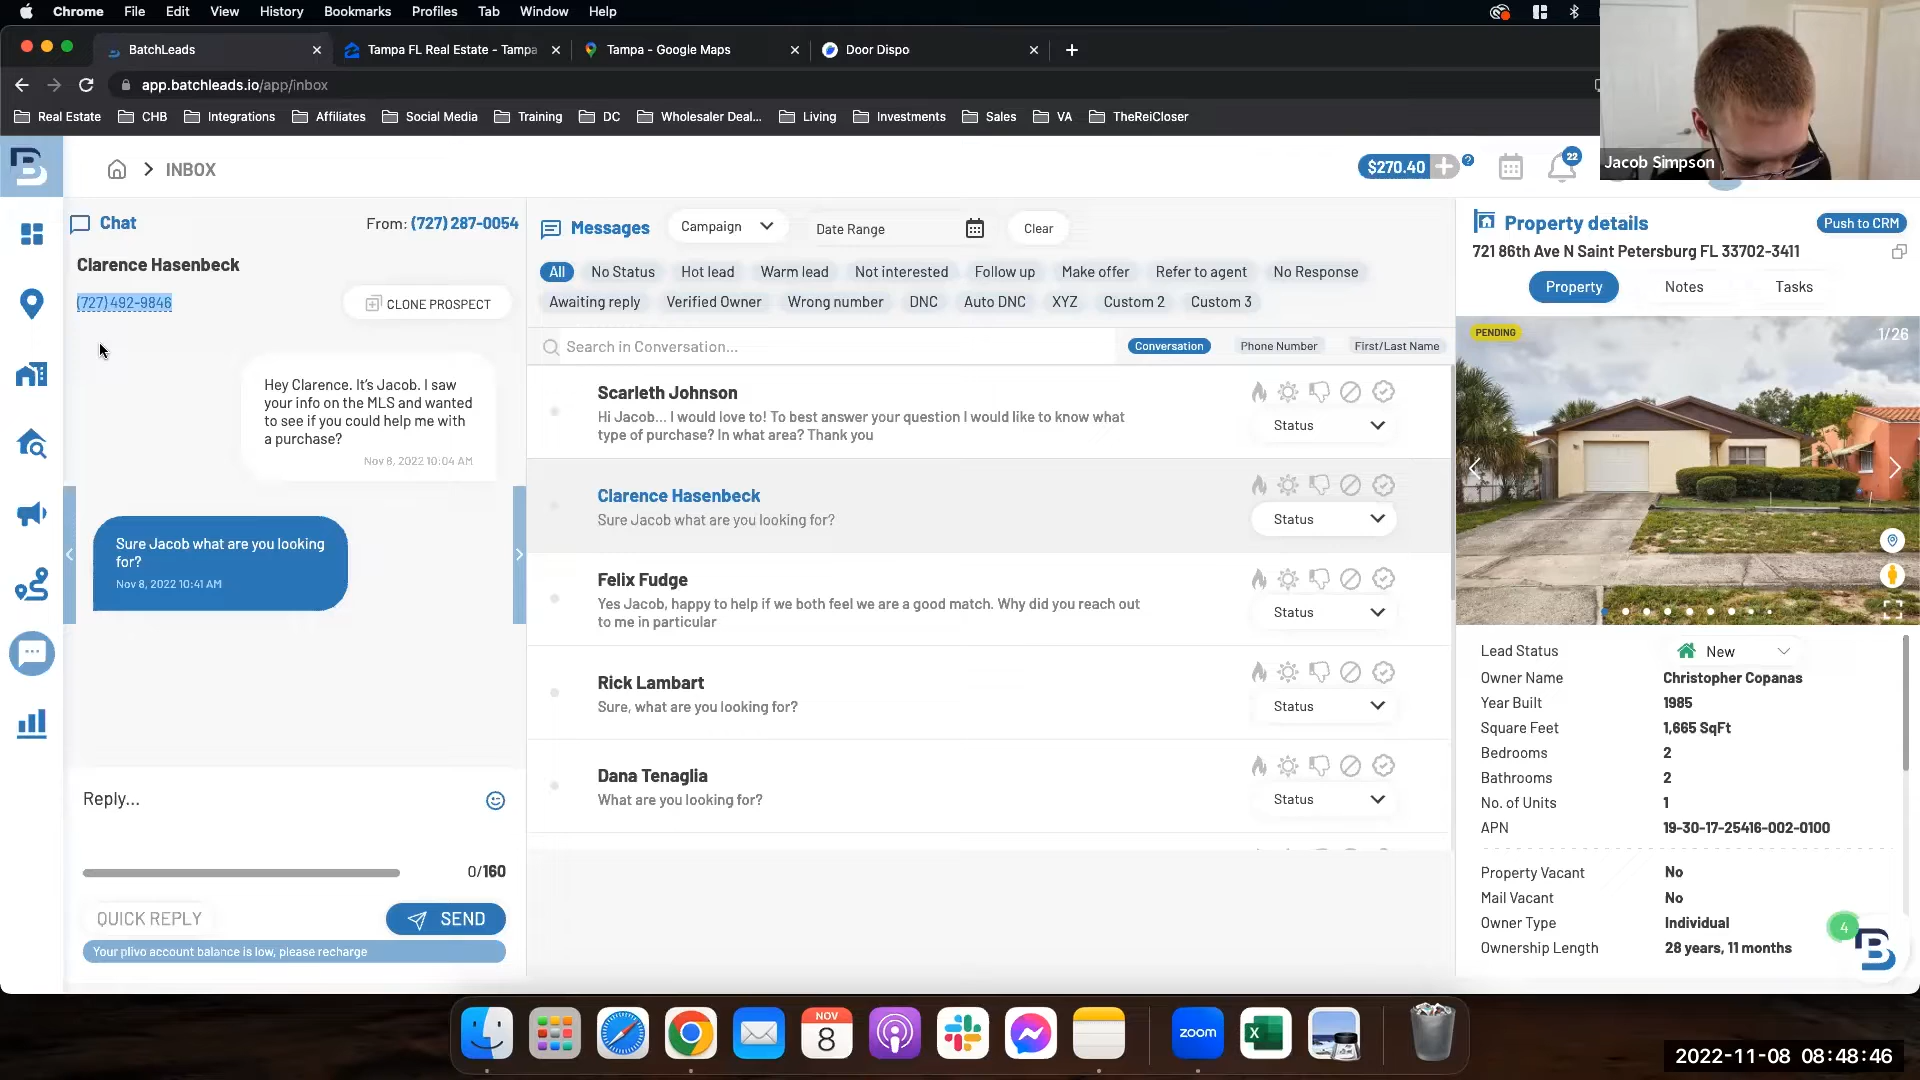 Chrome File Edit View History Bookmarks Profiles Tab Window Help
BatchLeads
Tampa FL Real Estate - Tampa
Tampa - Google Maps
Door Dispo
app.batchleads.io/app/inbox
Real Estate CHB Integrations Affiliates Social Media Training DC Wholesaler Deal... Living Investments Sales VA TheReiCloser
Jacob Simpson
INBOX
$270.40
?
22
Chat
From: (727) 287-0054
Clarence Hasenbeck
(727) 492-9846
CLONE PROSPECT
Hey Clarence. It's Jacob. I saw
your info on the MLS and wanted
to see if you could help me with
a purchase?
Nov 8, 2022 10:04 AM
Sure Jacob what are you looking
for?
Nov 8, 2022 10:41 AM
Reply...
0/160
QUICK REPLY
SEND
Your plivo account balance is low, please recharge
Messages
Campaign
Date Range
Clear
All No Status Hot lead Warm lead Not interested Follow up Make offer Refer to agent No Response
Awaiting reply Verified Owner Wrong number DNC Auto DNC XYZ Custom 2 Custom 3
Search in Conversation...
Conversation Phone Number First/Last Name
Scarleth Johnson
Hi Jacob... I would love to! To best answer your question I would like to know what
type of purchase? In what area? Thank you
Status
Clarence Hasenbeck
Sure Jacob what are you looking for?
Status
Felix Fudge
Yes Jacob, happy to help if we both feel we are a good match. Why did you reach out
to me in particular
Status
Rick Lambart
Sure, what are you looking for?
Status
Dana Tenaglia
What are you looking for?
Status
Property details
Push to CRM
721 86th Ave N Saint Petersburg FL 33702-3411
Property Notes Tasks
PENDING
1/26
Lead Status New
Owner Name Christopher Copanas
Year Built 1985
Square Feet 1,665 SqFt
Bedrooms 2
Bathrooms 2
No. of Units 1
APN 19-30-17-25416-002-0100
Property Vacant No
Mail Vacant No
Owner Type Individual
Ownership Length 28 years, 11 months
4
NOV
8
zoom
2022-11-08 08:48:46